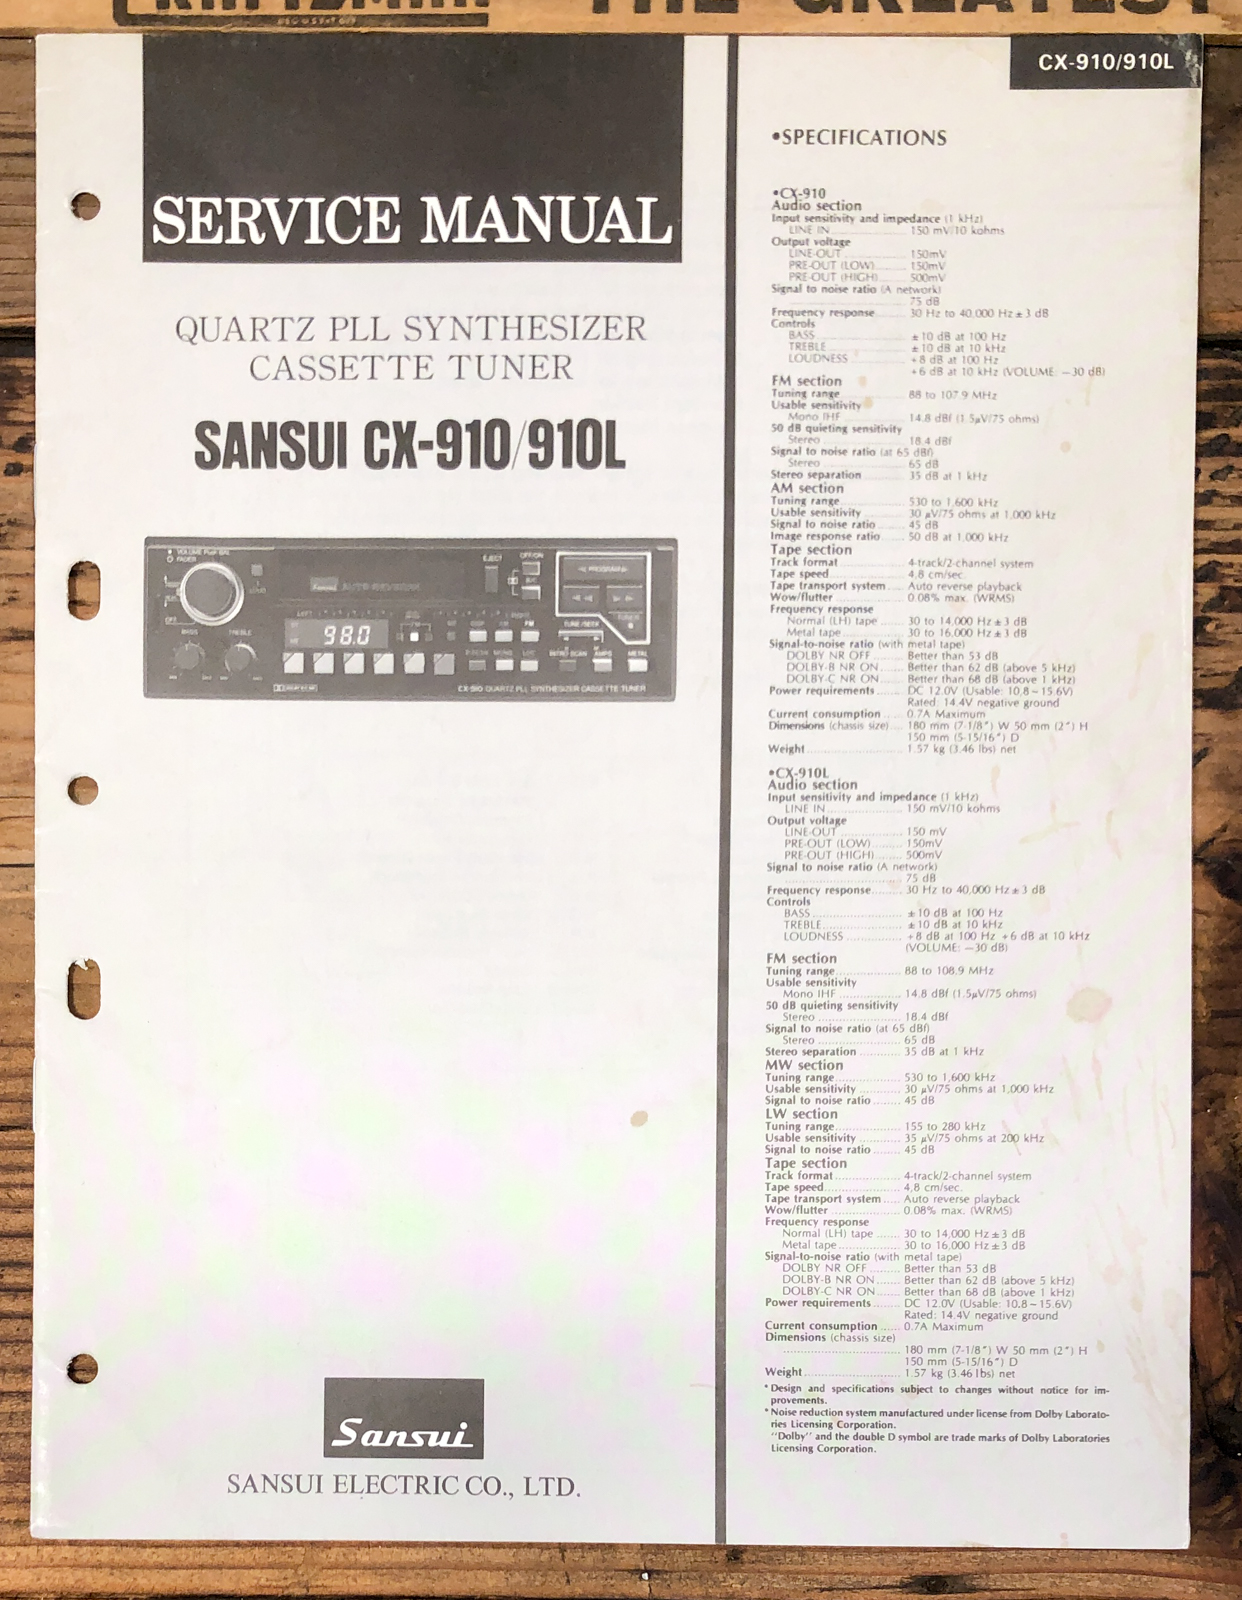 THE GREATEST
CX-910/910L
SERVICE MANUAL
QUARTZ PLL SYNTHESIZER
CASSETTE TUNER
SANSUI CX-910/910L
VOLUME
FADER
EJECT
PROGRAM
AUTO REVERSE
98.0
BASS
TREBLE
TUNE/SEEK
FM
METAL
CX-910 QUARTZ PLL SYNTHESIZER CASSETTE TUNER
Sansui
SANSUI ELECTRIC CO., LTD.
•SPECIFICATIONS
•CX-910
Audio section
Input sensitivity and impedance (1 kHz)
LINE IN 150 mV/10 kohms
Output voltage
LINE-OUT 150mV
PRE-OUT (LOW) 150mV
PRE-OUT (HIGH) 500mV
Signal to noise ratio (A network)
75 dB
Frequency response 30 Hz to 40,000 Hz ± 3 dB
Controls
BASS ± 10 dB at 100 Hz
TREBLE ± 10 dB at 10 kHz
LOUDNESS +8 dB at 100 Hz
+6 dB at 10 kHz (VOLUME: −30 dB)
FM section
Tuning range 88 to 107.9 MHz
Usable sensitivity
Mono IHF 14.8 dBf (1.5µV/75 ohms)
50 dB quieting sensitivity
Stereo 18.4 dBf
Signal to noise ratio (at 65 dBf)
Stereo 65 dB
Stereo separation 35 dB at 1 kHz
AM section
Tuning range 530 to 1,600 kHz
Usable sensitivity 30 µV/75 ohms at 1,000 kHz
Signal to noise ratio 45 dB
Image response ratio 50 dB at 1,000 kHz
Tape section
Track format 4-track/2-channel system
Tape speed 4,8 cm/sec.
Tape transport system Auto reverse playback
Wow/flutter 0.08% max. (WRMS)
Frequency response
Normal (LH) tape 30 to 14,000 Hz ± 3 dB
Metal tape 30 to 16,000 Hz ± 3 dB
Signal-to-noise ratio (with metal tape)
DOLBY NR OFF Better than 53 dB
DOLBY-B NR ON Better than 62 dB (above 5 kHz)
DOLBY-C NR ON Better than 68 dB (above 1 kHz)
Power requirements DC 12.0V (Usable: 10.8 ~ 15.6V)
Rated: 14.4V negative ground
Current consumption 0.7A Maximum
Dimensions (chassis size) 180 mm (7-1/8") W 50 mm (2") H
150 mm (5-15/16") D
Weight 1.57 kg (3.46 lbs) net
•CX-910L
Audio section
Input sensitivity and impedance (1 kHz)
LINE IN 150 mV/10 kohms
Output voltage
LINE-OUT 150 mV
PRE-OUT (LOW) 150mV
PRE-OUT (HIGH) 500mV
Signal to noise ratio (A network)
75 dB
Frequency response 30 Hz to 40,000 Hz ± 3 dB
Controls
BASS ± 10 dB at 100 Hz
TREBLE ± 10 dB at 10 kHz
LOUDNESS +8 dB at 100 Hz +6 dB at 10 kHz
(VOLUME: −30 dB)
FM section
Tuning range 88 to 108.9 MHz
Usable sensitivity
Mono IHF 14.8 dBf (1.5µV/75 ohms)
50 dB quieting sensitivity
Stereo 18.4 dBf
Signal to noise ratio (at 65 dBf)
Stereo 65 dB
Stereo separation 35 dB at 1 kHz
MW section
Tuning range 530 to 1,600 kHz
Usable sensitivity 30 µV/75 ohms at 1,000 kHz
Signal to noise ratio 45 dB
LW section
Tuning range 155 to 280 kHz
Usable sensitivity 35 µV/75 ohms at 200 kHz
Signal to noise ratio 45 dB
Tape section
Track format 4-track/2-channel system
Tape speed 4,8 cm/sec.
Tape transport system Auto reverse playback
Wow/flutter 0.08% max. (WRMS)
Frequency response
Normal (LH) tape 30 to 14,000 Hz ± 3 dB
Metal tape 30 to 16,000 Hz ± 3 dB
Signal-to-noise ratio (with metal tape)
DOLBY NR OFF Better than 53 dB
DOLBY-B NR ON Better than 62 dB (above 5 kHz)
DOLBY-C NR ON Better than 68 dB (above 1 kHz)
Power requirements DC 12.0V (Usable: 10.8 ~ 15.6V)
Rated: 14.4V negative ground
Current consumption 0.7A Maximum
Dimensions (chassis size)
180 mm (7-1/8") W 50 mm (2") H
150 mm (5-15/16") D
Weight 1.57 kg (3.46 lbs) net
* Design and specifications subject to changes without notice for im-
provements.
* Noise reduction system manufactured under license from Dolby Laborato-
ries Licensing Corporation.
"Dolby" and the double D symbol are trade marks of Dolby Laboratories
Licensing Corporation.